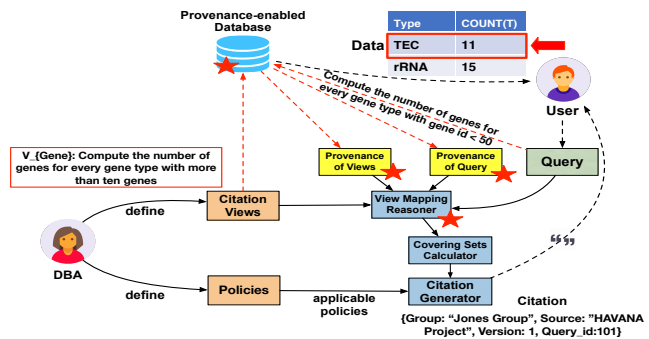 Provenance-enabled
Database
Data
Type COUNT(T)
TEC 11
rRNA 15
User
Compute the number of genes for
every gene type with gene id < 50
V_{Gene}: Compute the number of
genes for every gene type with more
than ten genes
Provenance
of Views
Provenance
of Query
Query
define
Citation
Views
View Mapping
Reasoner
DBA
Covering Sets
Calculator
“”
define
Policies
applicable
policies
Citation
Generator
Citation
{Group: “Jones Group”, Source: ”HAVANA
Project”, Version: 1, Query_id:101}